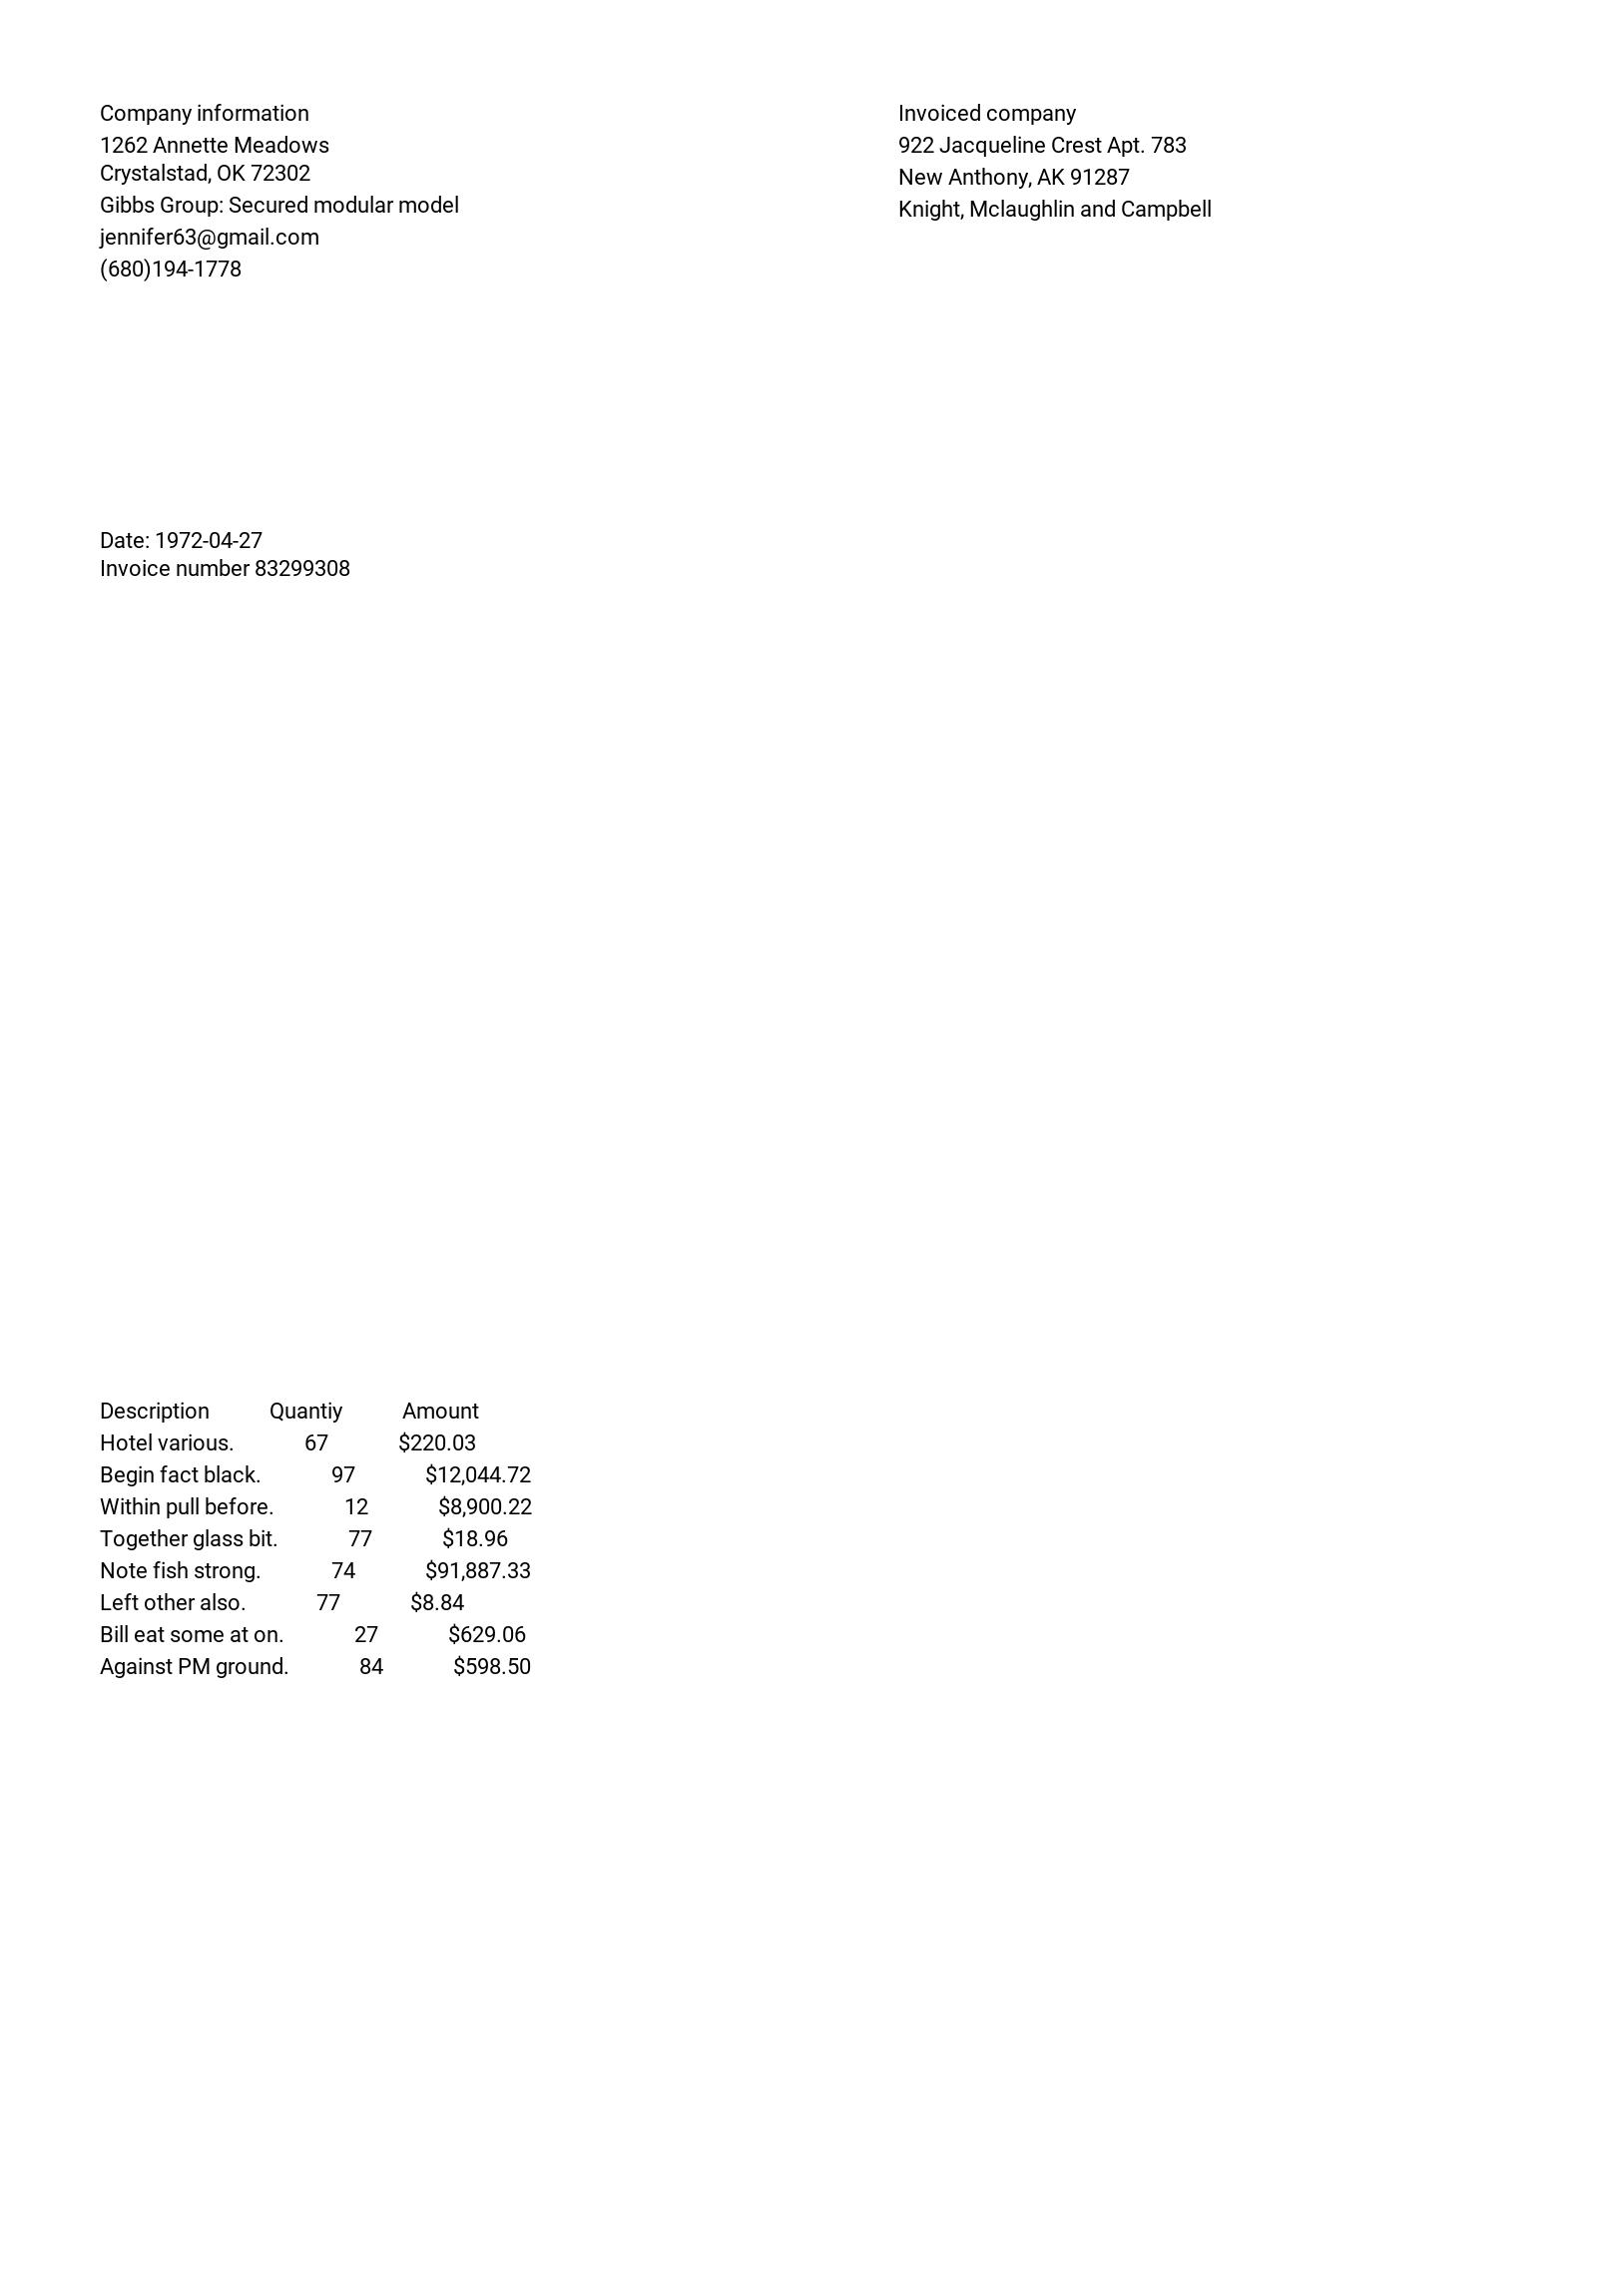 Company information
1262 Annette Meadows
Crystalstad, OK 72302
Gibbs Group: Secured modular model
jennifer63@gmail.com
(680)194-1778
Invoiced company
922 Jacqueline Crest Apt. 783
New Anthony, AK 91287
Knight, Mclaughlin and Campbell
Date: 1972-04-27
Invoice number 83299308
Description Quantiy Amount
Hotel various. 67 $220.03
Begin fact black. 97 $12,044.72
Within pull before. 12 $8,900.22
Together glass bit. 77 $18.96
Note fish strong. 74 $91,887.33
Left other also. 77 $8.84
Bill eat some at on. 27 $629.06
Against PM ground. 84 $598.50